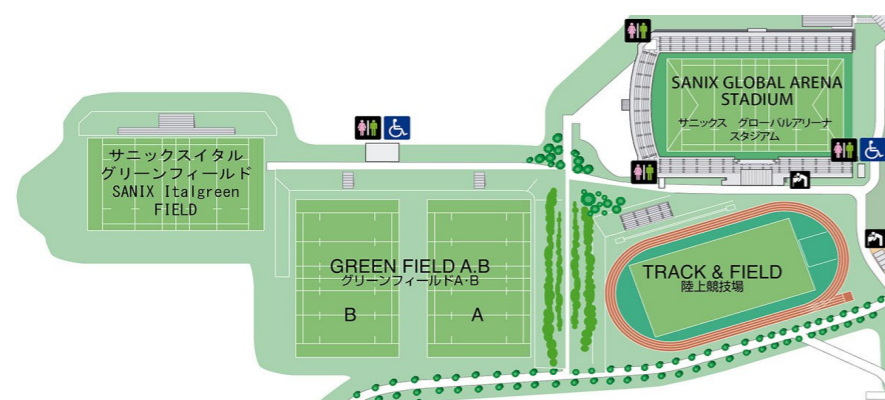 サニックスイタル
グリーンフィールド
SANIX Italgreen
FIELD
SANIX GLOBAL ARENA
STADIUM
サニックス グローバルアリーナ
スタジアム
GREEN FIELD A.B
グリーンフィールドA・B
B
A
TRACK & FIELD
陸上競技場